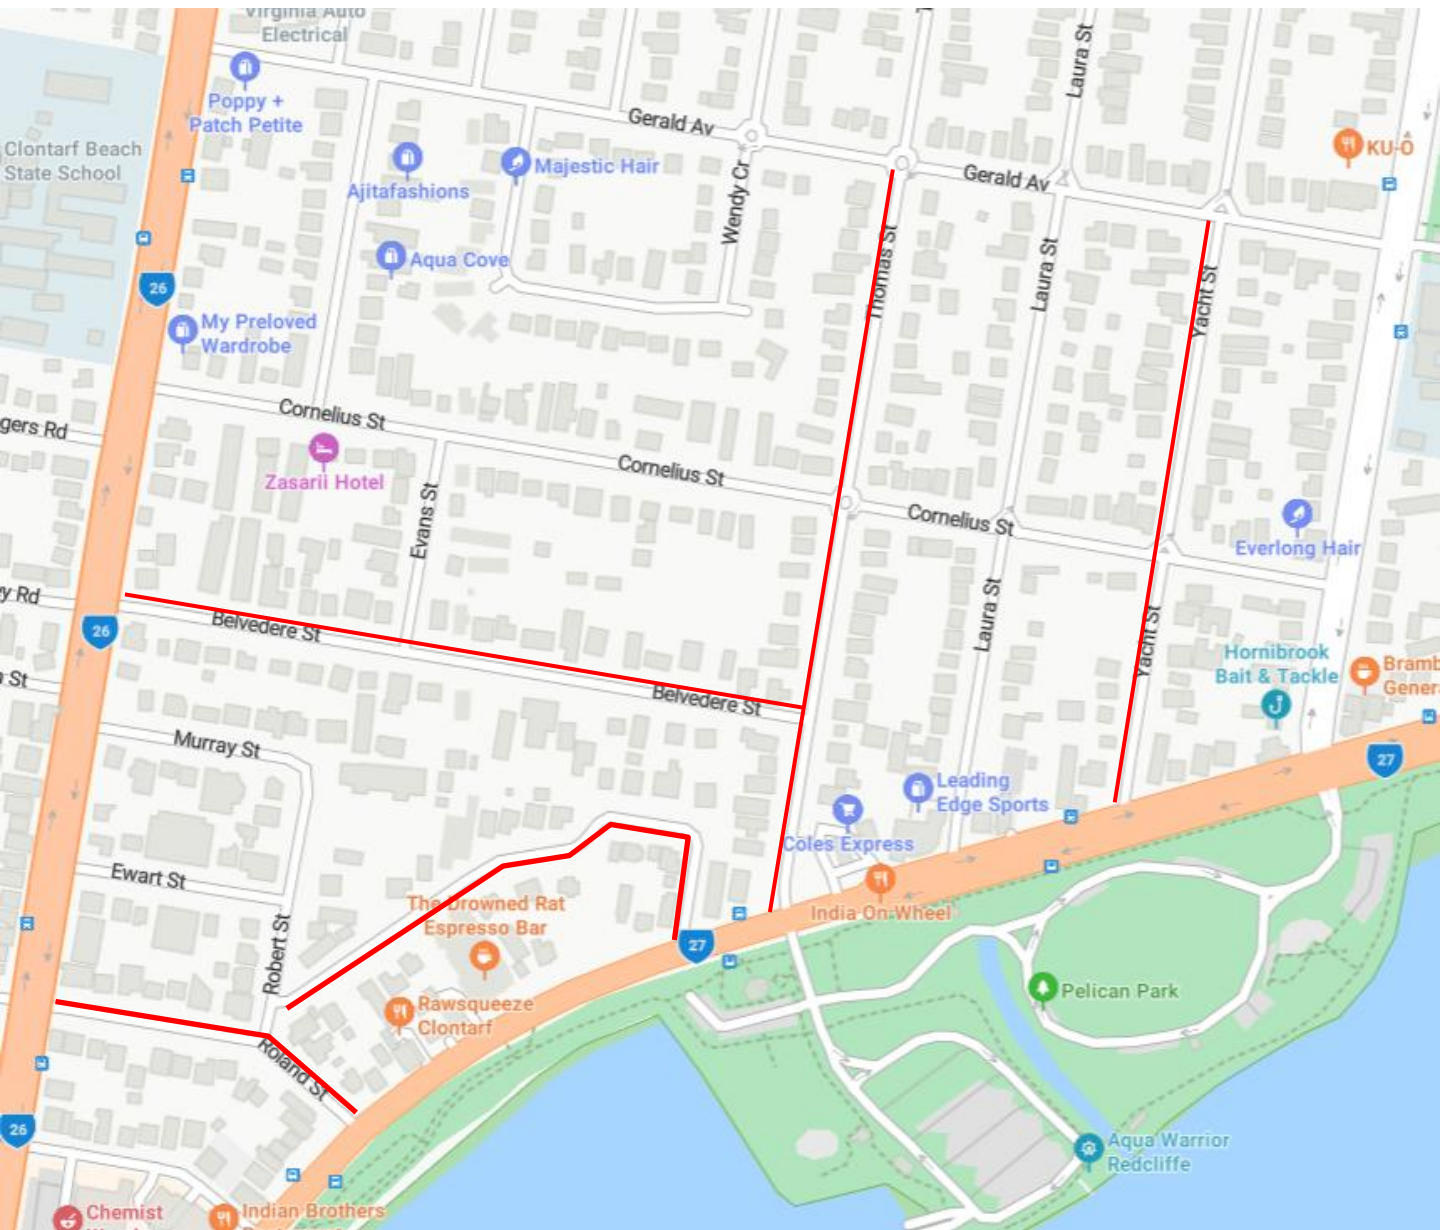 Virginia Auto
Electrical
Laura St
Poppy +
Patch Petite
Gerald Av
Clontarf Beach
State School
KU-Ô
Majestic Hair
Gerald Av
Ajitafashions
Wendy Cr
Thomas St
Laura St
Aqua Cove
26
Yacht St
My Preloved
Wardrobe
Cornelius St
gers Rd
Cornelius St
Zasarii Hotel
Evans St
Cornelius St
Everlong Hair
y Rd
26
Belvedere St
Laura St
Yacht St
Hornibrook
Bait & Tackle
Bramb
Genera
St
Belvedere St
Murray St
27
Leading
Edge Sports
Coles Express
Ewart St
The Drowned Rat
Espresso Bar
India On Wheel
Robert St
27
Pelican Park
Rawsqueeze
Clontarf
Roland St
26
Aqua Warrior
Redcliffe
Chemist
Indian Brothers